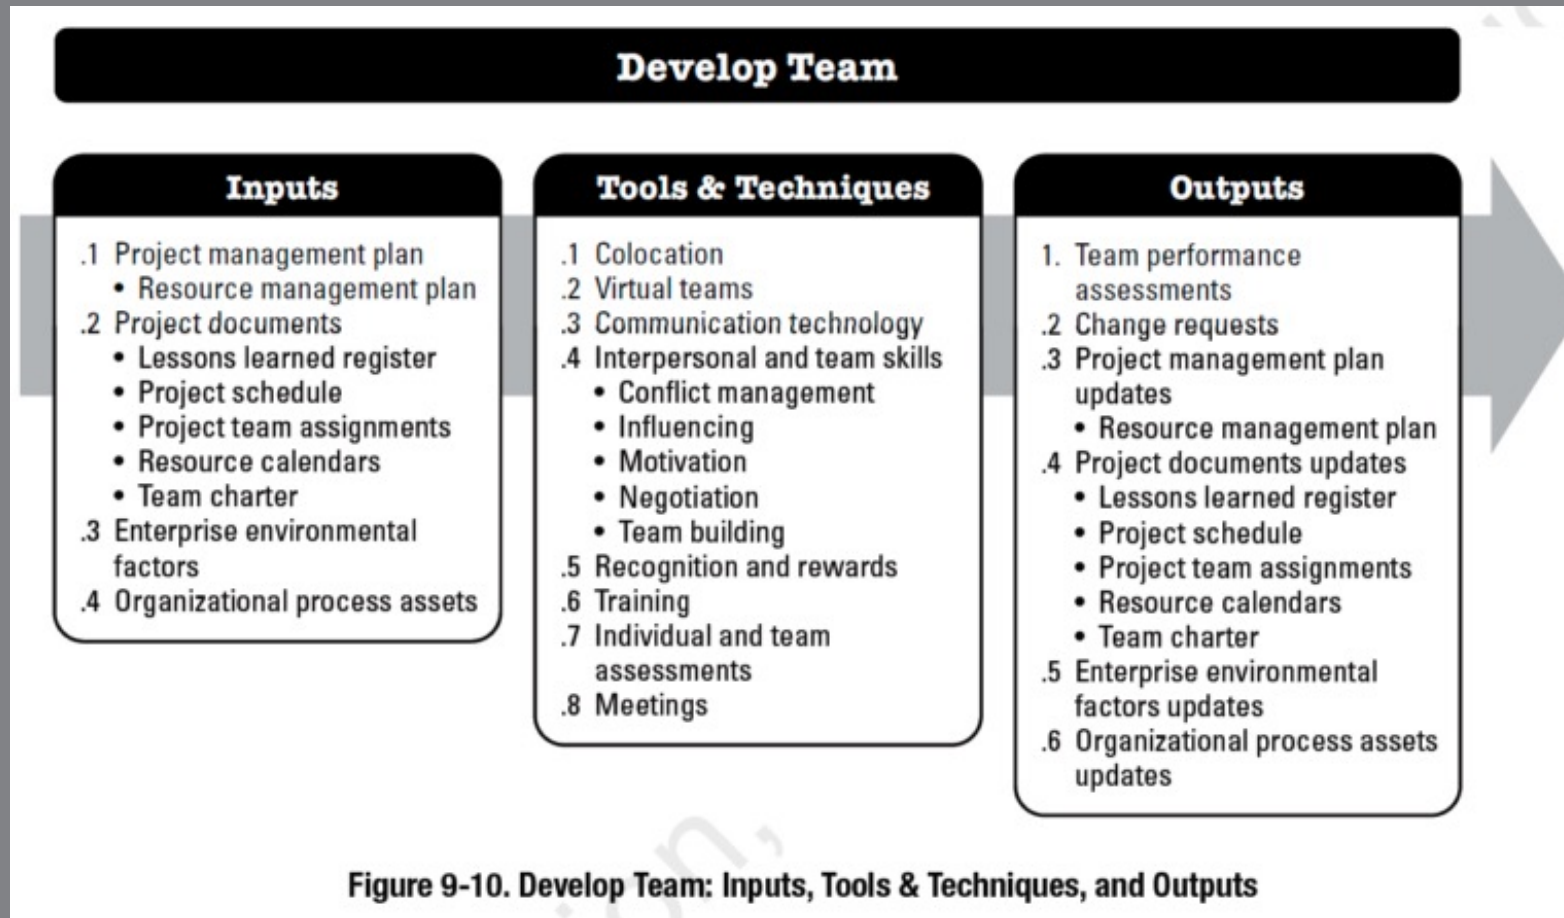 Develop Team
Inputs
.1 Project management plan
• Resource management plan
.2 Project documents
• Lessons learned register
• Project schedule
• Project team assignments
• Resource calendars
• Team charter
.3 Enterprise environmental
factors
.4 Organizational process assets
Tools & Techniques
.1 Colocation
.2 Virtual teams
.3 Communication technology
.4 Interpersonal and team skills
• Conflict management
• Influencing
• Motivation
• Negotiation
• Team building
.5 Recognition and rewards
.6 Training
.7 Individual and team
assessments
.8 Meetings
Outputs
1. Team performance
assessments
.2 Change requests
.3 Project management plan
updates
• Resource management plan
.4 Project documents updates
• Lessons learned register
• Project schedule
• Project team assignments
• Resource calendars
• Team charter
.5 Enterprise environmental
factors updates
.6 Organizational process assets
updates
Figure 9-10. Develop Team: Inputs, Tools & Techniques, and Outputs